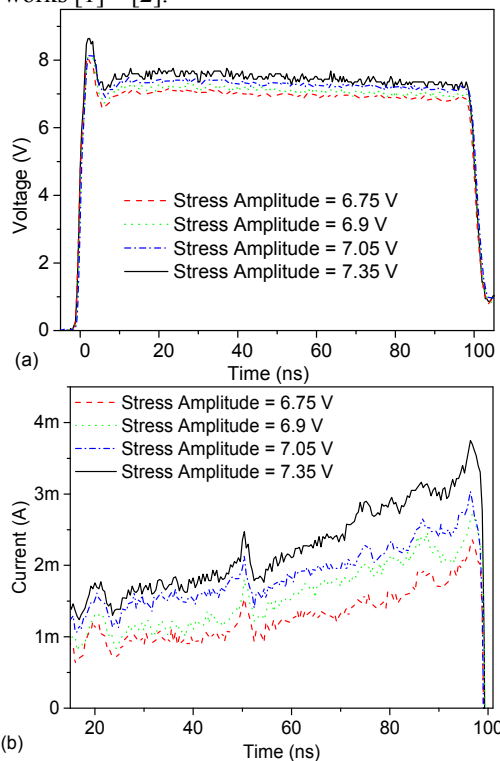 works [1] – [2].
8
6
4
2
0
Voltage (V)
Stress Amplitude = 6.75 V
Stress Amplitude = 6.9 V
Stress Amplitude = 7.05 V
Stress Amplitude = 7.35 V
0 20 40 60 80 100
(a)
Time (ns)
Stress Amplitude = 6.75 V
Stress Amplitude = 6.9 V
Stress Amplitude = 7.05 V
Stress Amplitude = 7.35 V
4m
3m
2m
1m
0
Current (A)
20 40 60 80 100
(b)
Time (ns)